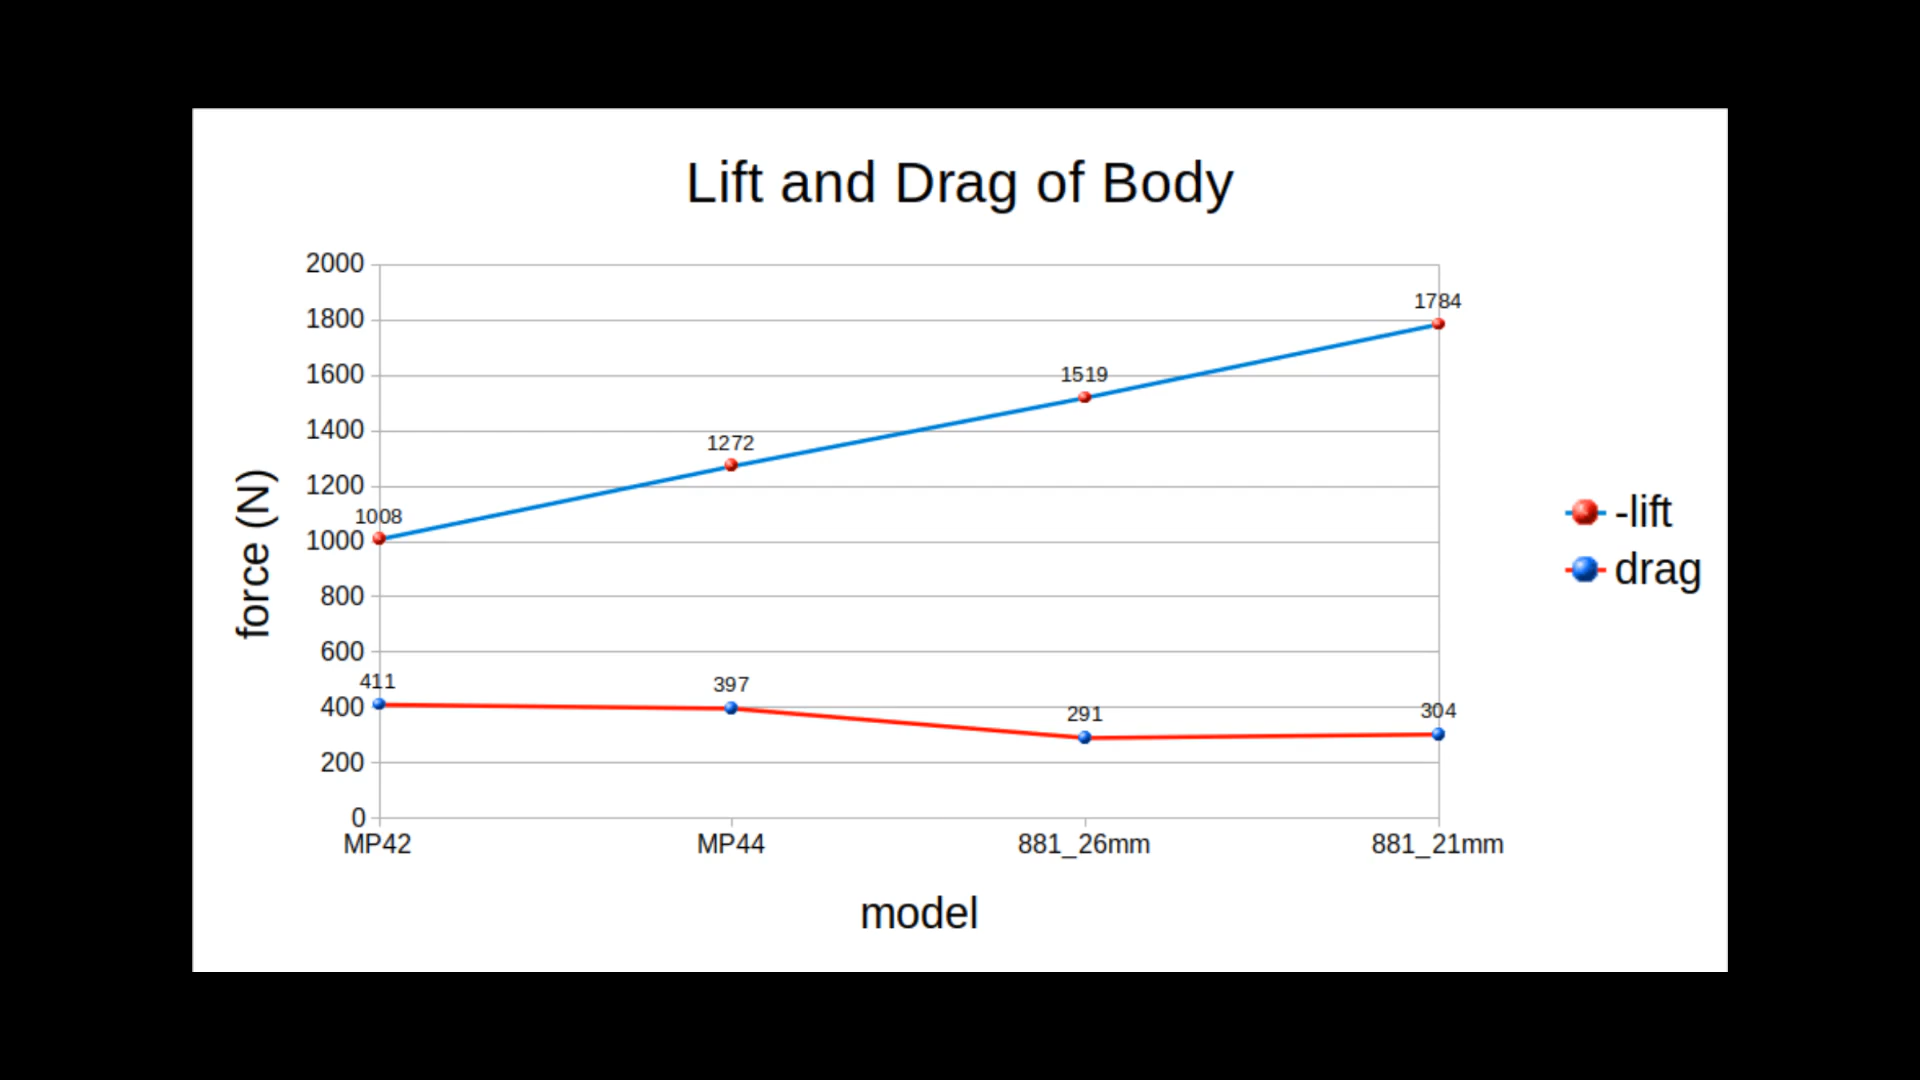 Lift and Drag of Body
2000
1800
1600
1400
1200
1000
800
600
400
200
0
force (N)
1008
1272
1519
1784
411
397
291
304
MP42
MP44
881_26mm
881_21mm
model
-lift
drag